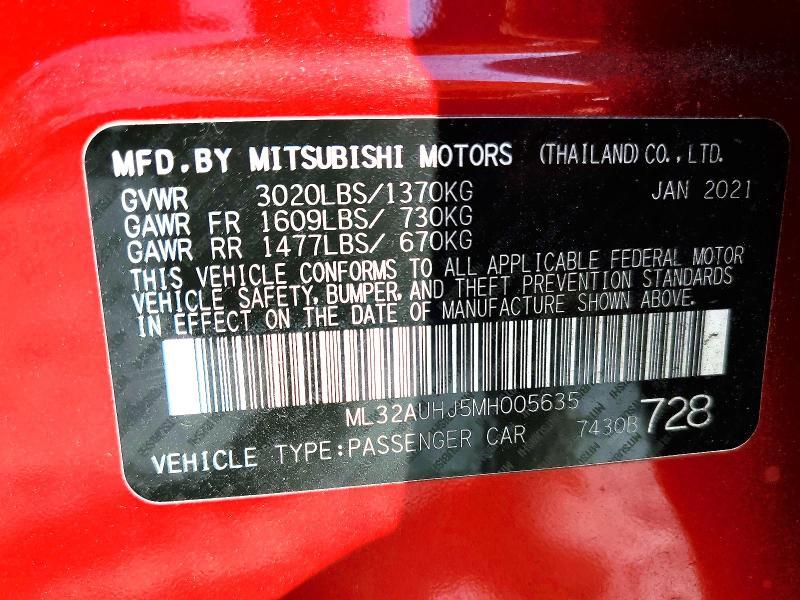 MFD.BY MITSUBISHI MOTORS (THAILAND) CO.,LTD.
GVWR 3020LBS/1370KG JAN 2021
GAWR FR 1609LBS/ 730KG
GAWR RR 1477LBS/ 670KG
THIS VEHICLE CONFORMS TO ALL APPLICABLE FEDERAL MOTOR
VEHICLE SAFETY, BUMPER, AND THEFT PREVENTION STANDARDS
IN EFFECT ON THE DATE OF MANUFACTURE SHOWN ABOVE.
ML32AUHJ5MH005635
VEHICLE TYPE:PASSENGER CAR 7430B 728